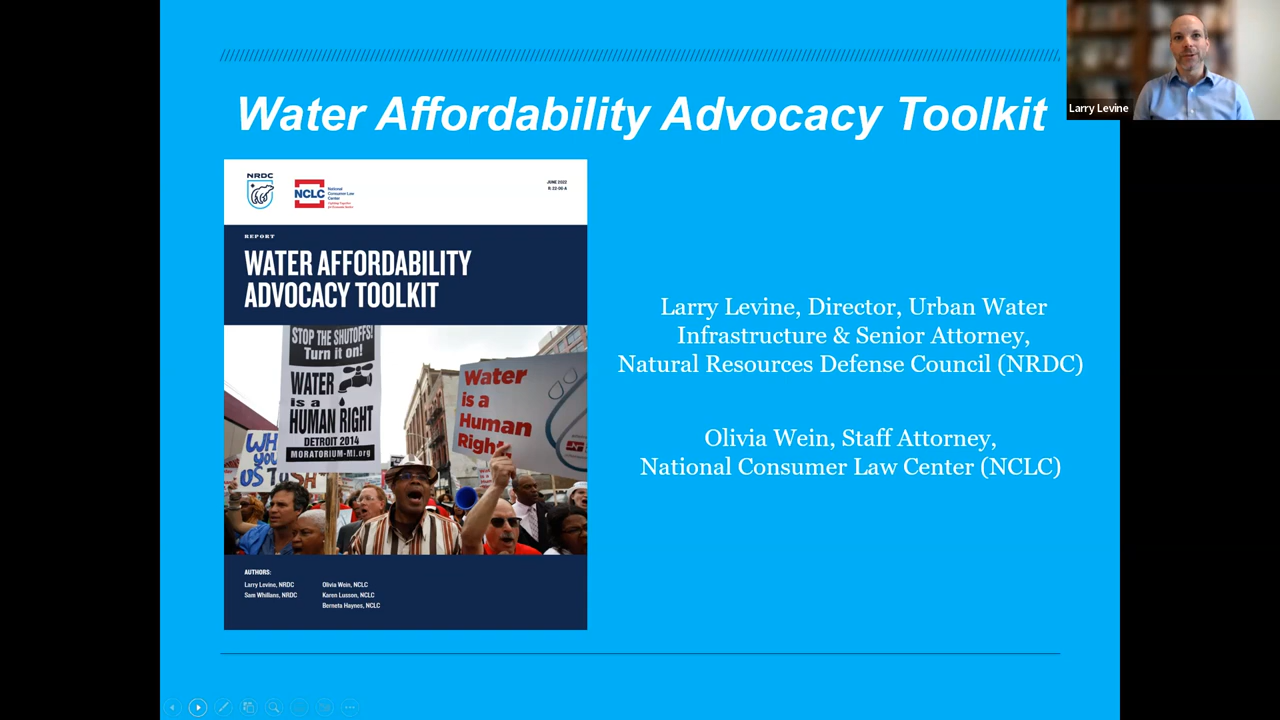 Water Affordability Advocacy Toolkit
Larry Levine
NRDC
NCLC
National
Consumer Law
Center
JUNE 2022
R 22-06-A
REPORT
WATER AFFORDABILITY
ADVOCACY TOOLKIT
STOP THE SHUTOFFS!
Turn it on!
WATER
is a
HUMAN RIGHT
DETROIT 2014
MORATORIUM-MI.org
Water
is a
Human
Right
AUTHORS:
Larry Levine, NRDC
Sam Whillans, NRDC
Olivia Wein, NCLC
Karen Lusson, NCLC
Berneta Haynes, NCLC
Larry Levine, Director, Urban Water
Infrastructure & Senior Attorney,
Natural Resources Defense Council (NRDC)
Olivia Wein, Staff Attorney,
National Consumer Law Center (NCLC)